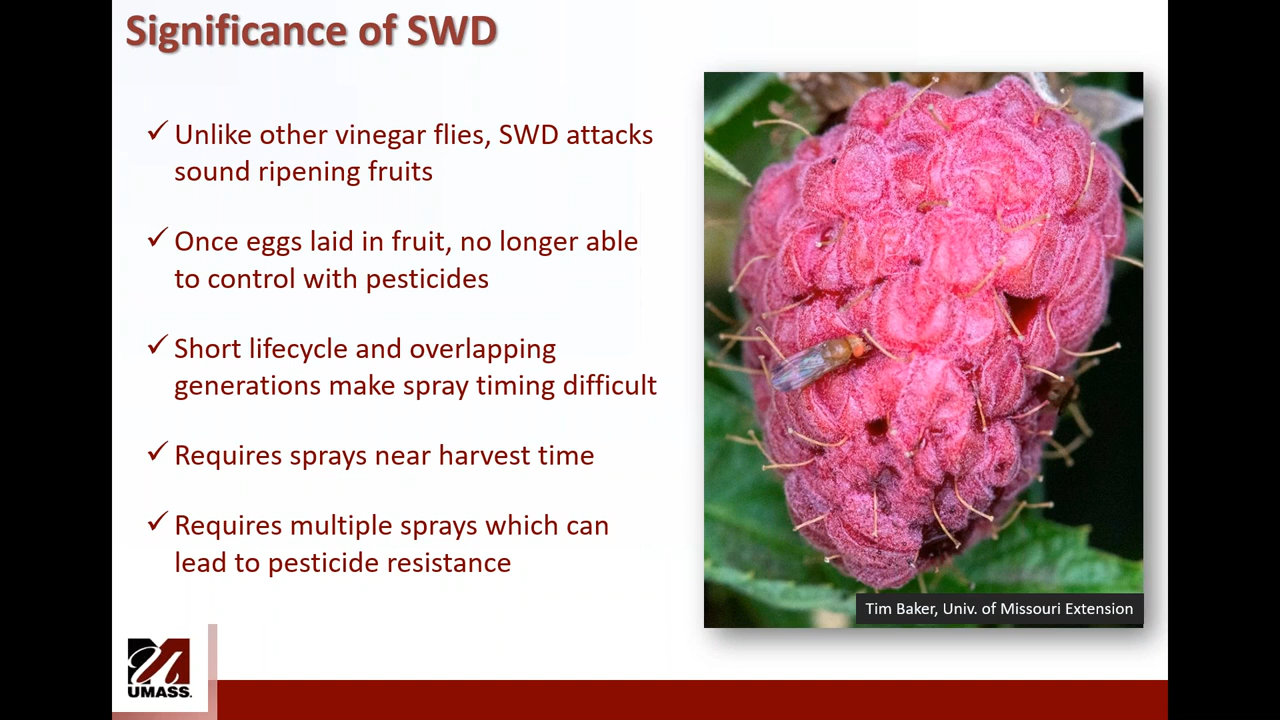 Significance of SWD
✓ Unlike other vinegar flies, SWD attacks
sound ripening fruits
✓ Once eggs laid in fruit, no longer able
to control with pesticides
✓ Short lifecycle and overlapping
generations make spray timing difficult
✓ Requires sprays near harvest time
✓ Requires multiple sprays which can
lead to pesticide resistance
Tim Baker, Univ. of Missouri Extension
UMASS.